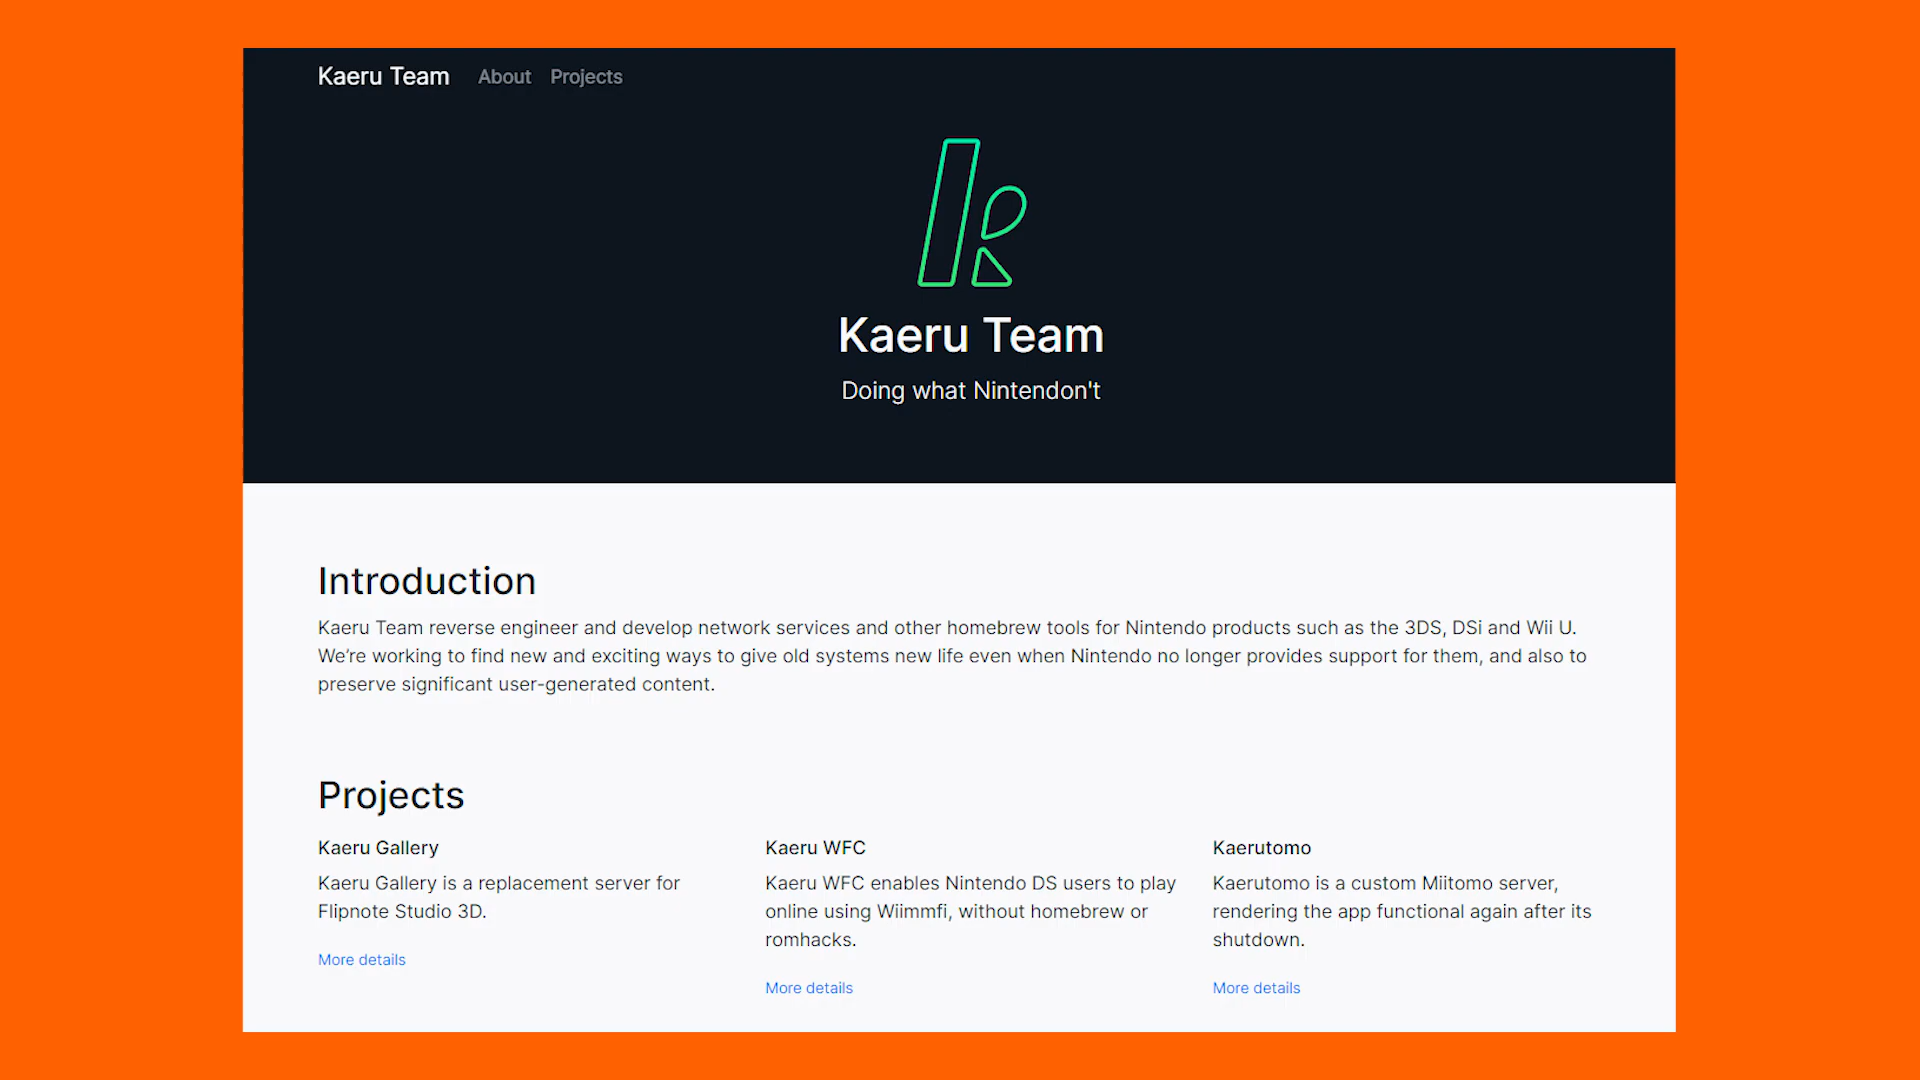 Kaeru Team About Projects
Kaeru Team
Doing what Nintendon't
Introduction
Kaeru Team reverse engineer and develop network services and other homebrew tools for Nintendo products such as the 3DS, DSi and Wii U.
We’re working to find new and exciting ways to give old systems new life even when Nintendo no longer provides support for them, and also to
preserve significant user-generated content.
Projects
Kaeru Gallery
Kaeru Gallery is a replacement server for
Flipnote Studio 3D.
More details
Kaeru WFC
Kaeru WFC enables Nintendo DS users to play
online using Wiimmfi, without homebrew or
romhacks.
More details
Kaerutomo
Kaerutomo is a custom Miitomo server,
rendering the app functional again after its
shutdown.
More details